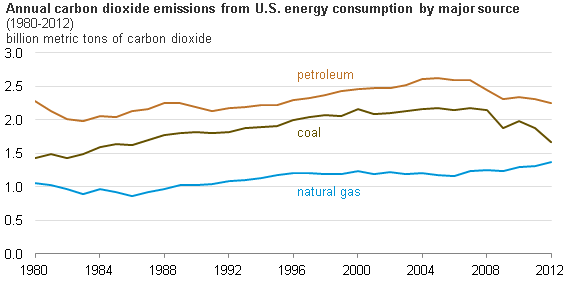 Annual carbon dioxide emissions from U.S. energy consumption by major source
(1980-2012)
billion metric tons of carbon dioxide
3.0
petroleum
2.5
2.0
coal
1.5
1.0
natural gas
0.5
0.0
1980 1984 1988 1992 1996 2000 2004 2008 2012